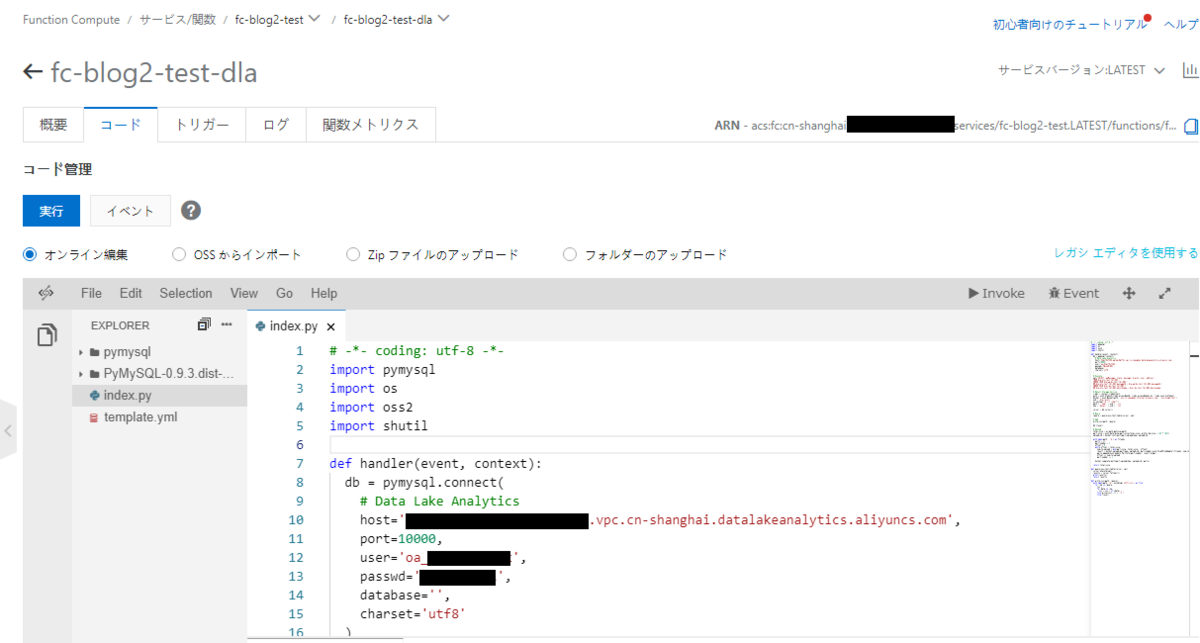 Function Compute / サービス/関数 / fc-blog2-test / fc-blog2-test-dla
初心者向けのチュートリアル ヘルプ
fc-blog2-test-dla
サービスバージョン:LATEST
概要 コード トリガー ログ 関数メトリクス
ARN - acs:fc:cn-shanghai services/fc-blog2-test.LATEST/functions/f...
コード管理
実行 イベント ?
オンライン編集 OSS からインポート Zip ファイルのアップロード フォルダーのアップロード レガシ エディタを使用する
File Edit Selection View Go Help Invoke Event
EXPLORER
pymysql
PyMySQL-0.9.3.dist-...
index.py
template.yml
index.py
1 # -*- coding: utf-8 -*-
2 import pymysql
3 import os
4 import oss2
5 import shutil
6
7 def handler(event, context):
8 db = pymysql.connect(
9 # Data Lake Analytics
10 host=' .vpc.cn-shanghai.datalakeanalytics.aliyuncs.com',
11 port=10000,
12 user='oa_ ',
13 passwd=' ',
14 database='',
15 charset='utf8'
16 )